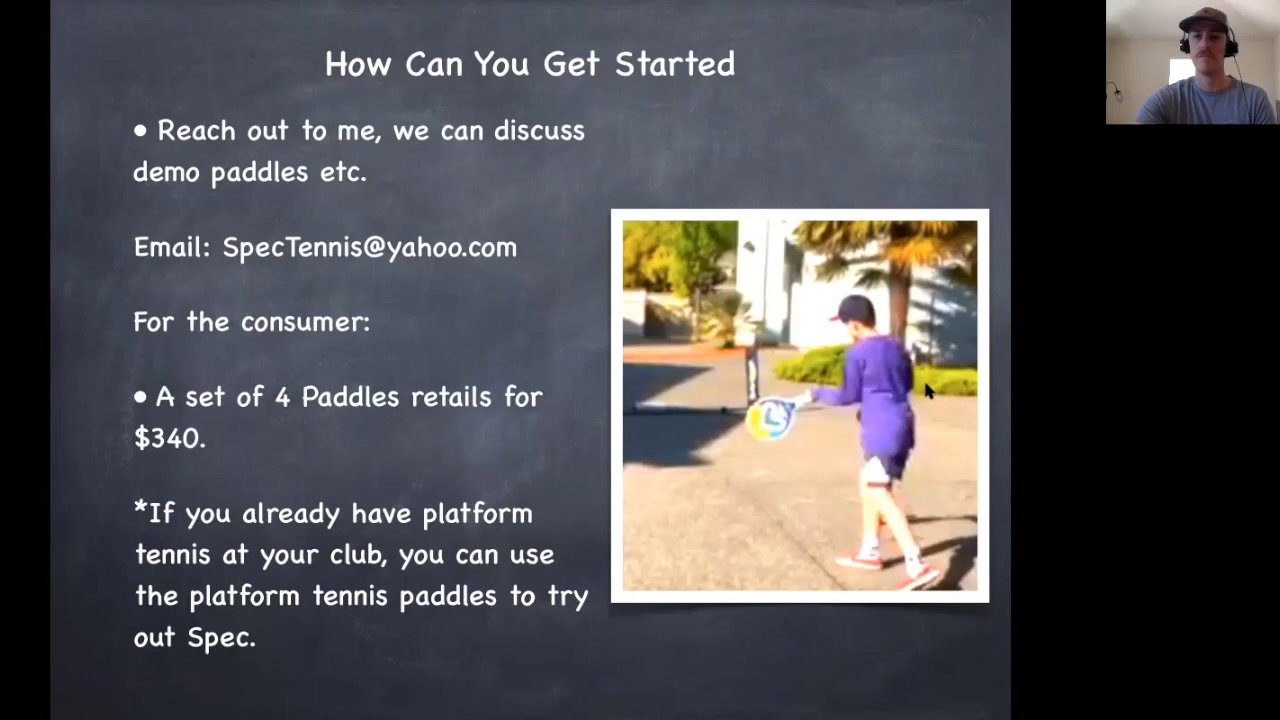 How Can You Get Started
• Reach out to me, we can discuss
demo paddles etc.
Email: SpecTennis@yahoo.com
For the consumer:
• A set of 4 Paddles retails for
$340.
*If you already have platform
tennis at your club, you can use
the platform tennis paddles to try
out Spec.